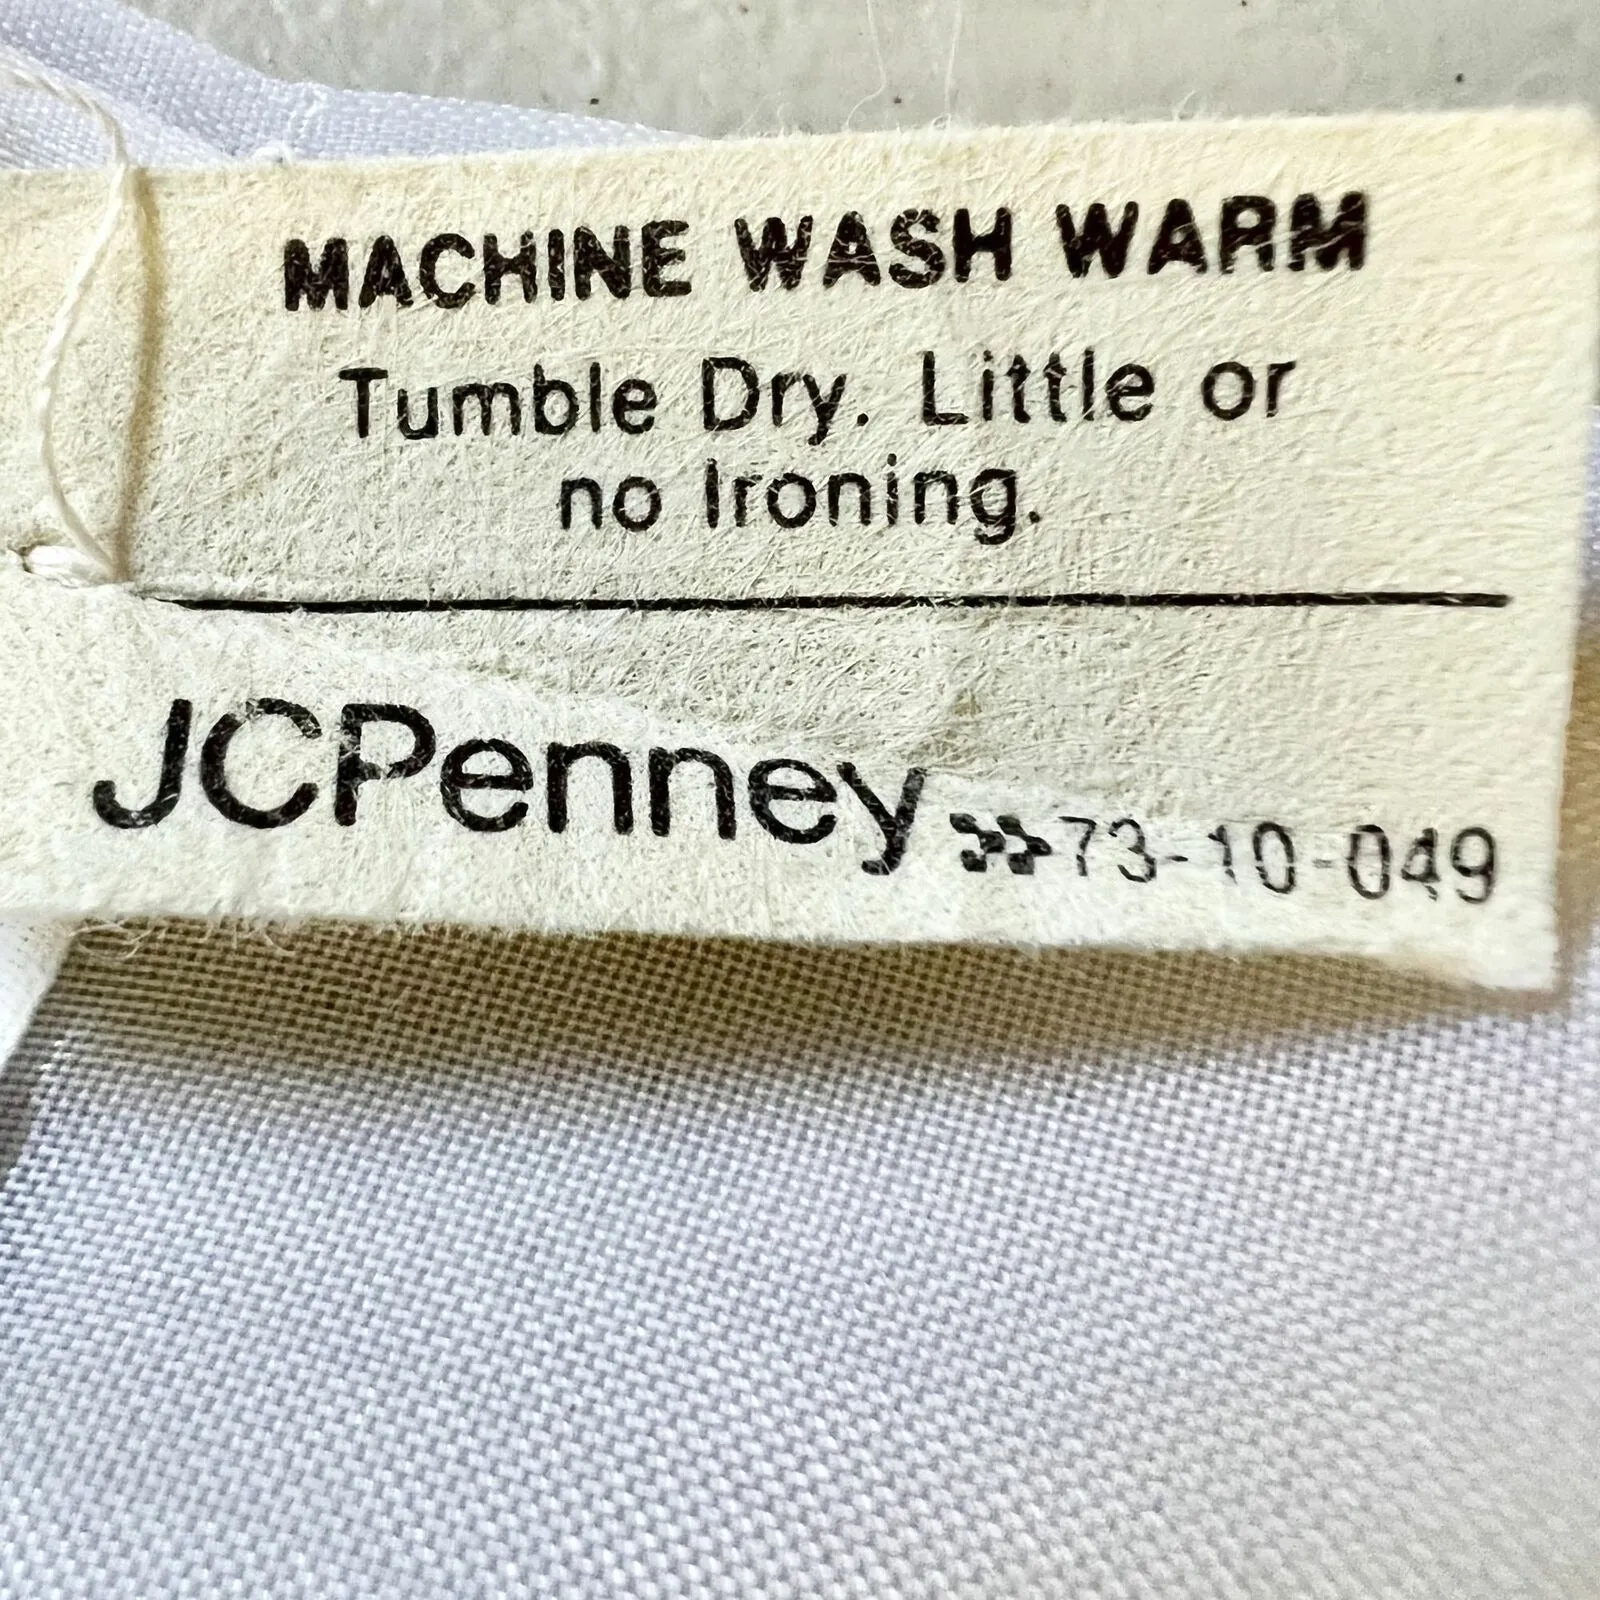 MACHINE WASH WARM
Tumble Dry. Little or
no Ironing.
JCPenney 73-10-049